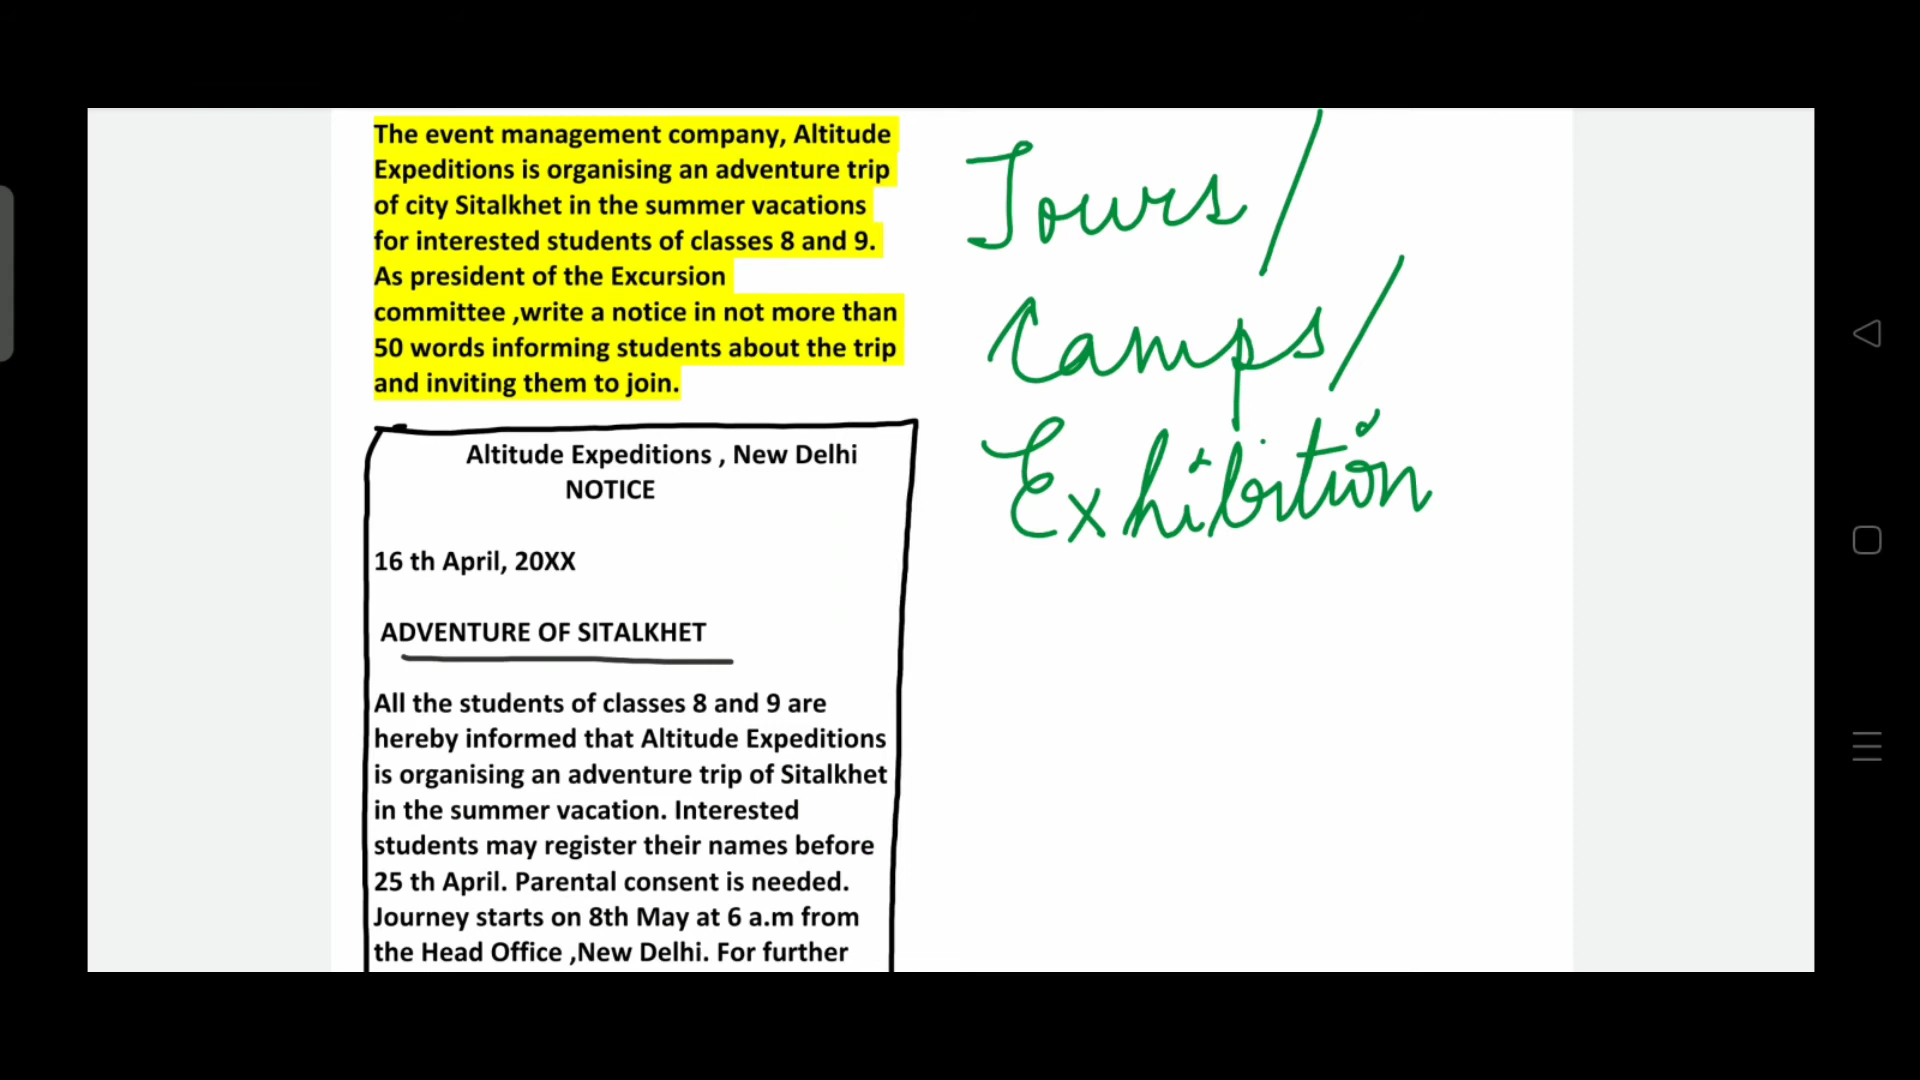 The event management company, Altitude
Expeditions is organising an adventure trip
of city Sitalkhet in the summer vacations
for interested students of classes 8 and 9.
As president of the Excursion
committee ,write a notice in not more than
50 words informing students about the trip
and inviting them to join.
Altitude Expeditions , New Delhi
NOTICE
16 th April, 20XX
ADVENTURE OF SITALKHET
All the students of classes 8 and 9 are
hereby informed that Altitude Expeditions
is organising an adventure trip of Sitalkhet
in the summer vacation. Interested
students may register their names before
25 th April. Parental consent is needed.
Journey starts on 8th May at 6 a.m from
the Head Office ,New Delhi. For further
Tours/
Camps/
Exhibition